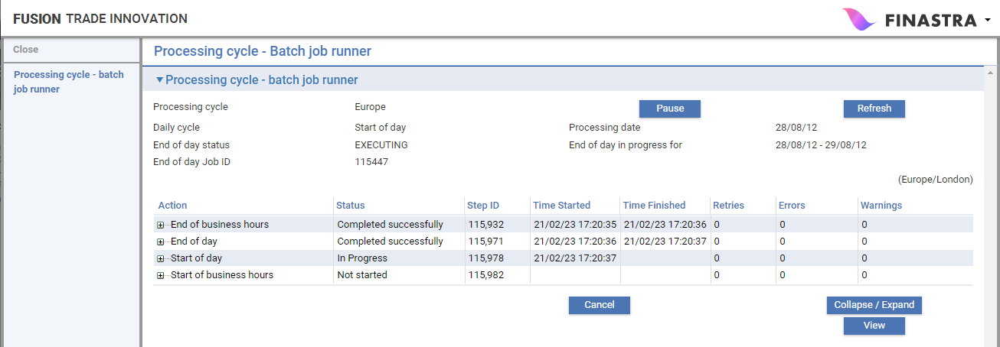 FUSION TRADE INNOVATION
FINASTRA
Close
Processing cycle - batch
job runner
Processing cycle - Batch job runner
Processing cycle - batch job runner
Processing cycle Europe Pause Refresh
Daily cycle Start of day Processing date 28/08/12
End of day status EXECUTING End of day in progress for 28/08/12 - 29/08/12
End of day Job ID 115447
(Europe/London)
Action Status Step ID Time Started Time Finished Retries Errors Warnings
End of business hours Completed successfully 115,932 21/02/23 17:20:35 21/02/23 17:20:36 0 0 0
End of day Completed successfully 115,971 21/02/23 17:20:36 21/02/23 17:20:37 0 0 0
Start of day In Progress 115,978 21/02/23 17:20:37 0 0 0
Start of business hours Not started 115,982 0 0 0
Cancel Collapse / Expand
View